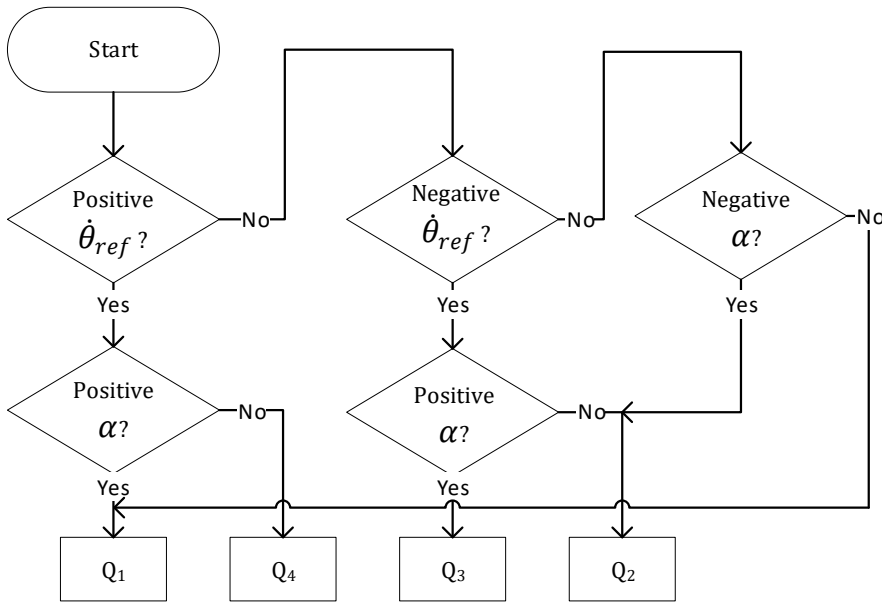 Start
Positive
θ̇ref ?
No
Negative
θ̇ref ?
No
Negative
α?
No
Yes
Yes
Yes
Positive
α?
No
Positive
α?
No
Yes
Yes
Q1
Q4
Q3
Q2